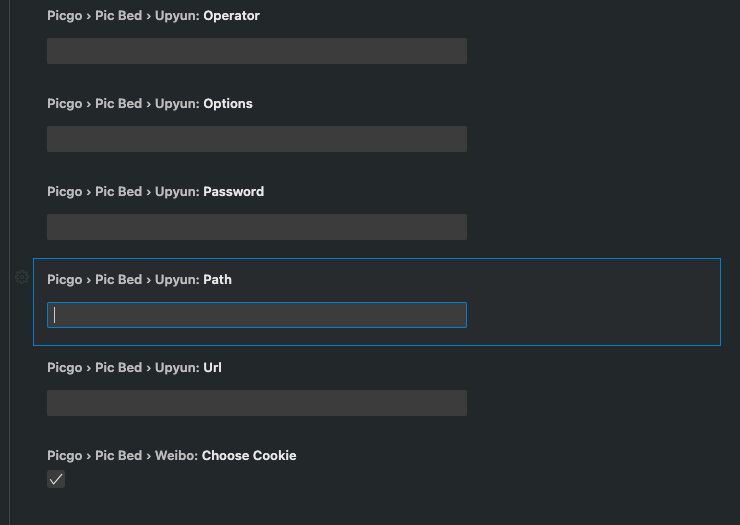 Picgo › Pic Bed › Upyun: Operator
Picgo › Pic Bed › Upyun: Options
Picgo › Pic Bed › Upyun: Password
Picgo › Pic Bed › Upyun: Path
Picgo › Pic Bed › Upyun: Url
Picgo › Pic Bed › Weibo: Choose Cookie